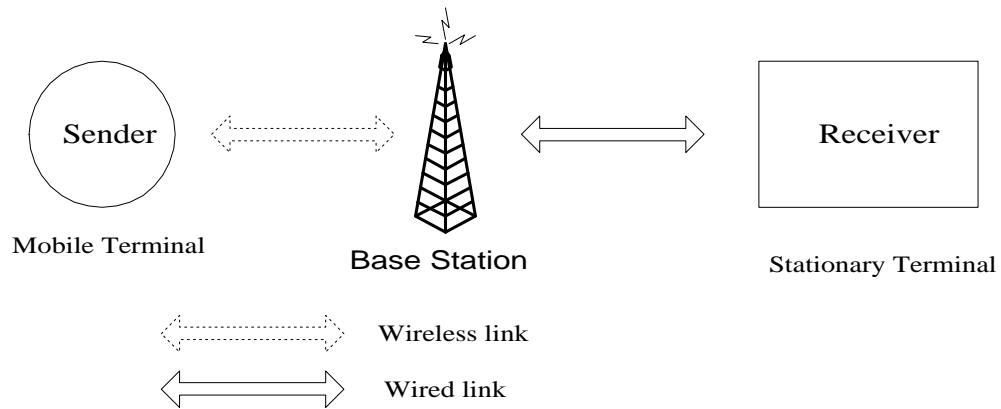 Sender
Receiver
Mobile Terminal
Base Station
Stationary Terminal
Wireless link
Wired link